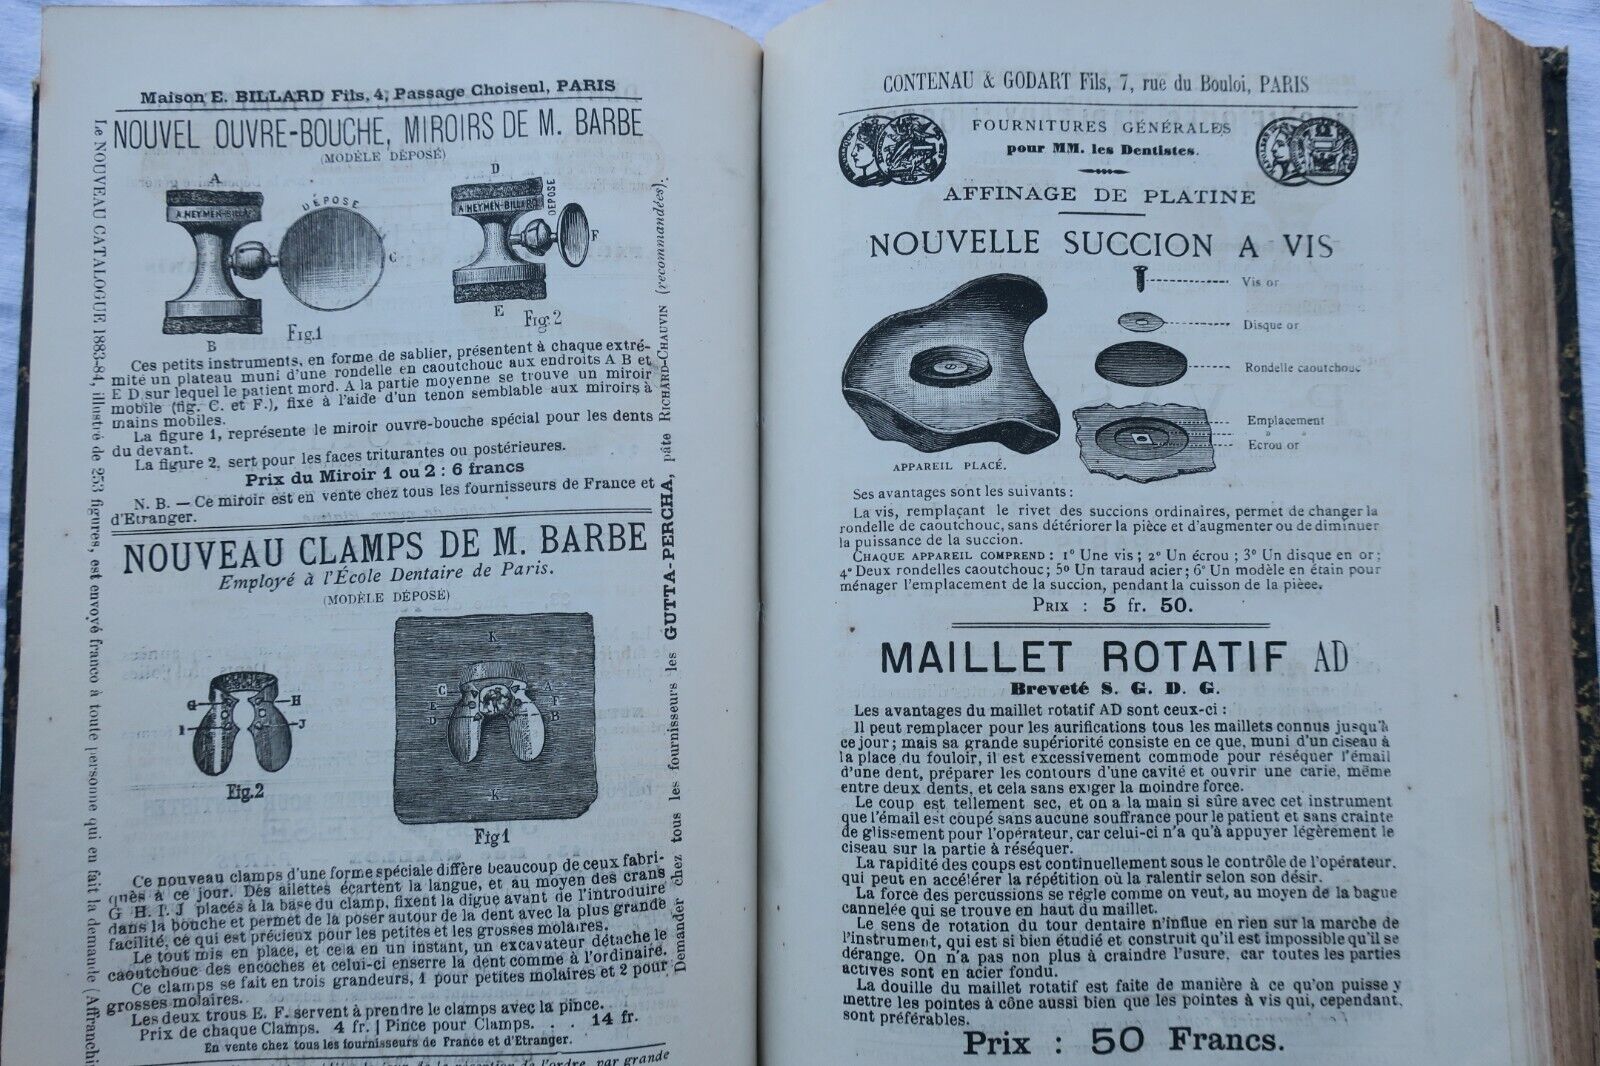 Maison E. BILLARD Fils, 4, Passage Choiseul, PARIS
NOUVEL OUVRE-BOUCHE, MIROIRS DE M. BARBE
(MODÈLE DÉPOSÉ)
A
A.HEYMEN-BILLA
DÉPOSÉ
C
B
Fig.1
D
A HEYMEN-BILLARD
DEPOSÉ
F
E
Fig. 2
Ces petits instruments, en forme de sablier, présentent à chaque extré-
mité un plateau muni d'une rondelle en caoutchouc aux endroits A B et
E D sur lequel le patient mord. A la partie moyenne se trouve un miroir
mobile (fig. C. et F.), fixé à l'aide d'un tenon semblable aux miroirs à
mains mobiles.
La figure 1, représente le miroir ouvre-bouche spécial pour les dents
du devant.
La figure 2, sert pour les faces triturantes ou postérieures.
Prix du Miroir 1 ou 2 : 6 francs
N. B. — Ce miroir est en vente chez tous les fournisseurs de France et
d'Etranger.
NOUVEAU CLAMPS DE M. BARBE
Employé à l'École Dentaire de Paris.
(MODÈLE DÉPOSÉ)
G
H
I
J
Fig.2
K
C
A
G
F
E
D
B
K
Fig1
Ce nouveau clamps d'une forme spéciale diffère beaucoup de ceux fabri-
qués à ce jour. Des ailettes écartent la langue, et au moyen des crans
G H. I. J placés à la base du clamp, fixent la digue avant de l'introduire
dans la bouche et permet de la poser autour de la dent avec la plus grande
facilité, ce qui est précieux pour les petites et les grosses molaires.
Le tout mis en place, et cela en un instant, un excavateur détache le
caoutchouc des encoches et celui-ci enserre la dent comme à l'ordinaire.
Ce clamps se fait en trois grandeurs, 1 pour petites molaires et 2 pour
grosses molaires.
Les deux trous E. F. servent à prendre le clamps avec la pince.
Prix de chaque Clamps. 4 fr. | Pince pour Clamps. . . 14 fr.
En vente chez tous les fournisseurs de France et d'Etranger.
de la réception de l'ordre, par grande
Le NOUVEAU CATALOGUE 1883-84, illustré de 253 figures, est envoyé franco à toute personne qui en fait la demande (Affranchi
Demander chez tous les fournisseurs les GUTTA-PERCHA, pâte RICHARD-CHAUVIN (recommandées).
CONTENAU & GODART Fils, 7, rue du Bouloi, PARIS
FOURNITURES GÉNÉRALES
pour MM. les Dentistes.
AFFINAGE DE PLATINE
NOUVELLE SUCCION A VIS
Vis or
Disque or
Rondelle caoutchouc
Emplacement
» »
Ecrou or
APPAREIL PLACÉ.
Ses avantages sont les suivants :
La vis, remplaçant le rivet des succions ordinaires, permet de changer la
rondelle de caoutchouc, sans détériorer la pièce et d'augmenter ou de diminuer
la puissance de la succion.
CHAQUE APPAREIL COMPREND : 1° Une vis ; 2° Un écrou ; 3° Un disque en or ;
4° Deux rondelles caoutchouc ; 5o Un taraud acier ; 6° Un modèle en étain pour
ménager l'emplacement de la succion, pendant la cuisson de la pièce.
PRIX : 5 fr. 50.
MAILLET ROTATIF AD
Breveté S. G. D. G.
Les avantages du maillet rotatif AD sont ceux-ci :
Il peut remplacer pour les aurifications tous les maillets connus jusqu'à
ce jour ; mais sa grande supériorité consiste en ce que, muni d'un ciseau à
la place du fouloir, il est excessivement commode pour réséquer l'émail
d'une dent, préparer les contours d'une cavité et ouvrir une carie, même
entre deux dents, et cela sans exiger la moindre force.
Le coup est tellement sec, et on a la main si sûre avec cet instrument
que l'émail est coupé sans aucune souffrance pour le patient et sans crainte
de glissement pour l'opérateur, car celui-ci n'a qu'à appuyer légèrement le
ciseau sur la partie à réséquer.
La rapidité des coups est continuellement sous le contrôle de l'opérateur,
qui peut en accélérer la répétition où la ralentir selon son désir.
La force des percussions se règle comme on veut, au moyen de la bague
cannelée qui se trouve en haut du maillet.
Le sens de rotation du tour dentaire n'influe en rien sur la marche de
l'instrument, qui est si bien étudié et construit qu'il est impossible qu'il se
dérange. On n'a pas non plus à craindre l'usure, car toutes les parties
actives sont en acier fondu.
La douille du maillet rotatif est faite de manière à ce qu'on puisse y
mettre les pointes à cône aussi bien que les pointes à vis qui, cependant,
sont préférables.
Prix : 50 Francs.